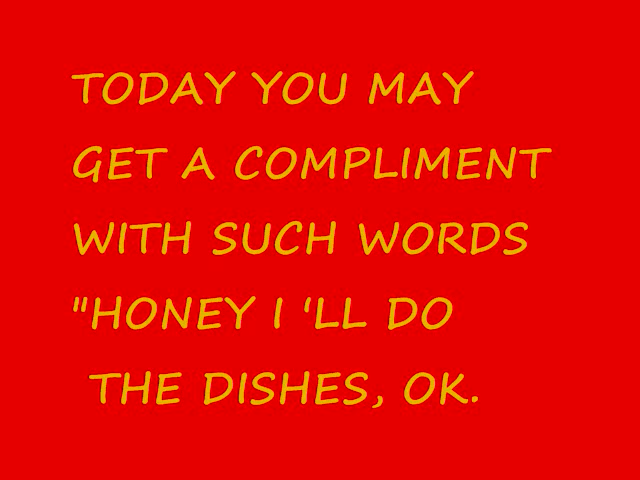 TODAY YOU MAY
GET A COMPLIMENT
WITH SUCH WORDS
"HONEY I 'LL DO
THE DISHES, OK.